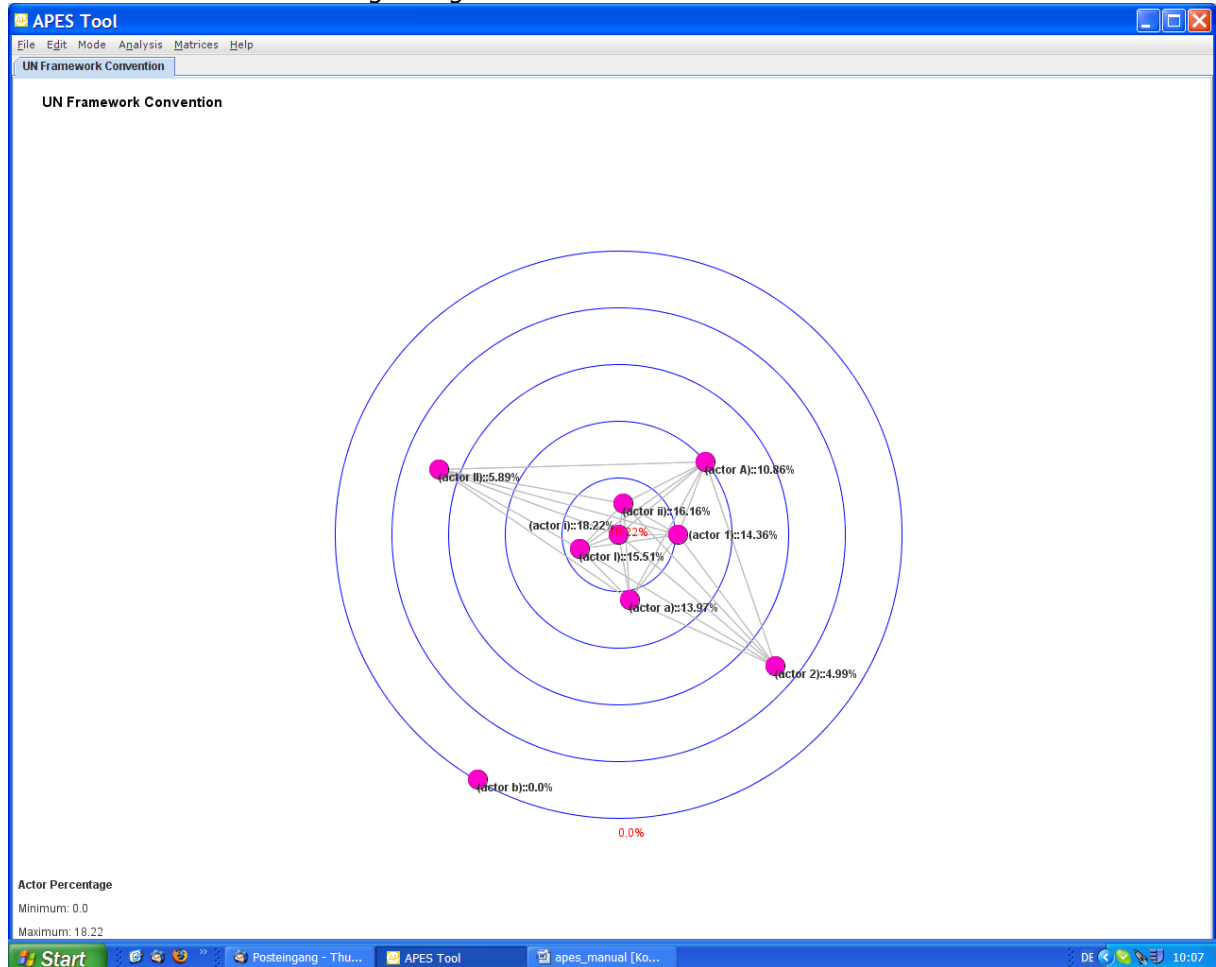 APES Tool
File Edit Mode Analysis Matrices Help
UN Framework Convention
UN Framework Convention
(actor A)::10.86%
(actor II)::5.89%
(actor ii)::16.16%
(actor i)::18.22%
(actor 1)::14.36%
(actor I)::15.51%
(actor a)::13.97%
(actor 2)::4.99%
(actor b)::0.0%
0.0%
Actor Percentage
Minimum: 0.0
Maximum: 18.22
Start Posteingang - Thu... APES Tool apes_manual [Ko... DE 10:07